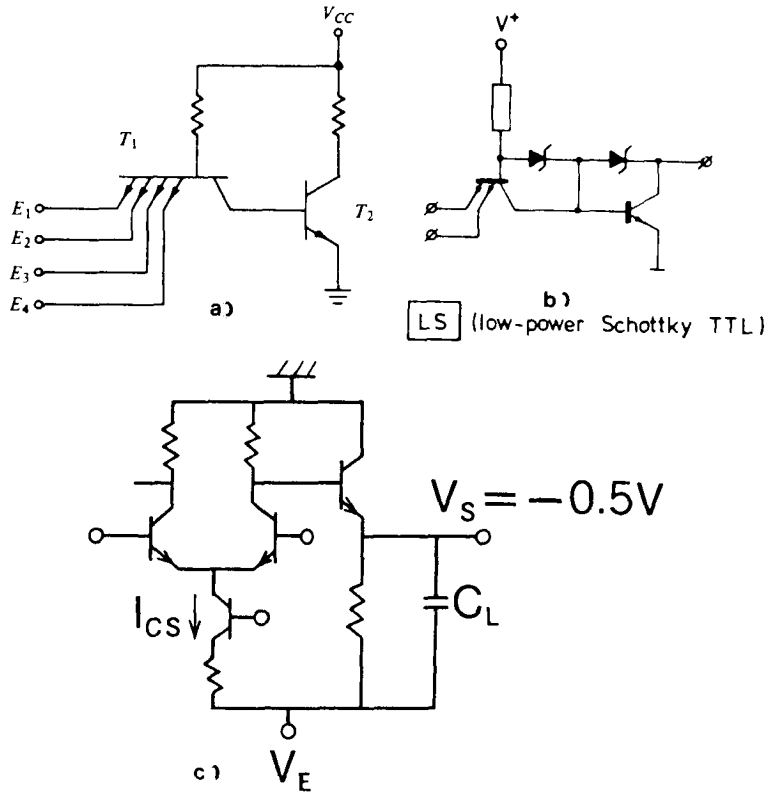 V_CC
T_1
E_1
E_2
E_3
E_4
T_2
a)
V⁺
b)
LS (low-power Schottky TTL)
V_S = −0.5V
I_CS ↓
C_L
V_E
c)